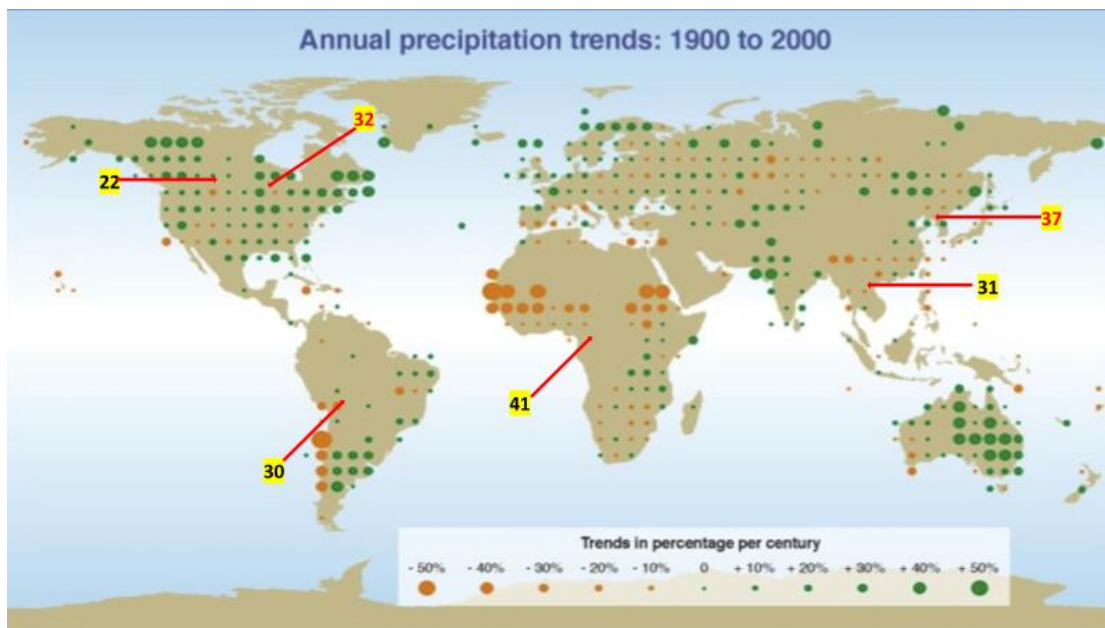 Annual precipitation trends: 1900 to 2000
32
22
37
31
41
30
Trends in percentage per century
- 50% - 40% - 30% - 20% - 10% 0 + 10% + 20% + 30% + 40% + 50%